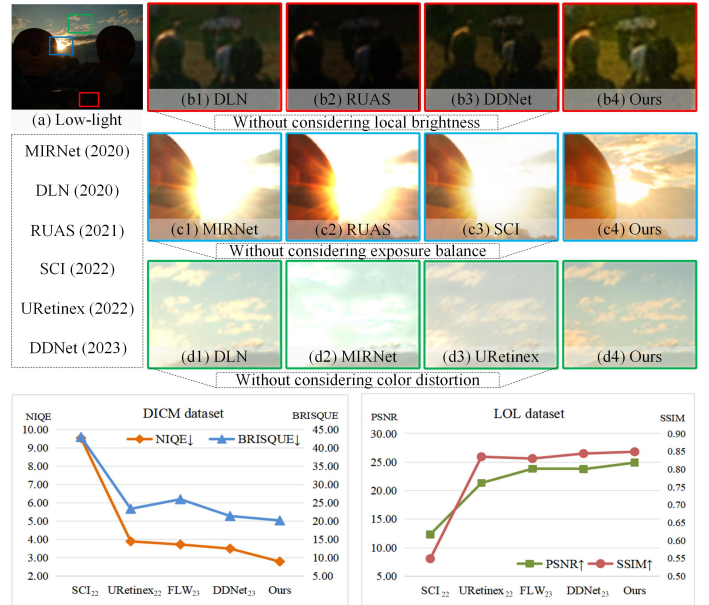 (a) Low-light
(b1) DLN
(b2) RUAS
(b3) DDNet
(b4) Ours
Without considering local brightness
MIRNet (2020)
DLN (2020)
RUAS (2021)
SCI (2022)
URetinex (2022)
DDNet (2023)
(c1) MIRNet
(c2) RUAS
(c3) SCI
(c4) Ours
Without considering exposure balance
(d1) DLN
(d2) MIRNet
(d3) URetinex
(d4) Ours
Without considering color distortion
DICM dataset
NIQE
BRISQUE
NIQE↓
BRISQUE↓
10.00
9.00
8.00
7.00
6.00
5.00
4.00
3.00
2.00
45.00
40.00
35.00
30.00
25.00
20.00
15.00
10.00
5.00
SCI22
URetinex22
FLW23
DDNet23
Ours
LOL dataset
PSNR
SSIM
30.00
25.00
20.00
15.00
10.00
5.00
0.90
0.85
0.80
0.75
0.70
0.65
0.60
0.55
0.50
PSNR↑
SSIM↑
SCI22
URetinex22
FLW23
DDNet23
Ours